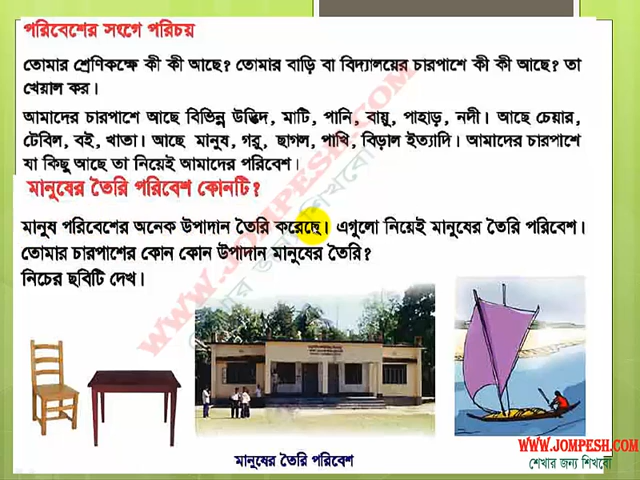 পরিবেশের সংগে পরিচয়
তোমার শ্রেণিকক্ষে কী কী আছে? তোমার বাড়ি বা বিদ্যালয়ের চারপাশে কী কী আছে? তা
খেয়াল কর।
আমাদের চারপাশে আছে বিভিন্ন উদ্ভিদ, মাটি, পানি, বায়ু, পাহাড়, নদী। আছে চেয়ার,
টেবিল, বই, খাতা। আছে মানুষ, গরু, ছাগল, পাখি, বিড়াল ইত্যাদি। আমাদের চারপাশে
যা কিছু আছে তা নিয়েই আমাদের পরিবেশ।
মানুষের তৈরি পরিবেশ কোনটি?
মানুষ পরিবেশের অনেক উপাদান তৈরি করেছে। এগুলো নিয়েই মানুষের তৈরি পরিবেশ।
তোমার চারপাশের কোন কোন উপাদান মানুষের তৈরি?
নিচের ছবিটি দেখ।
মানুষের তৈরি পরিবেশ
WWW.JOMPESH.COM
শেখার জন্য শিখবো